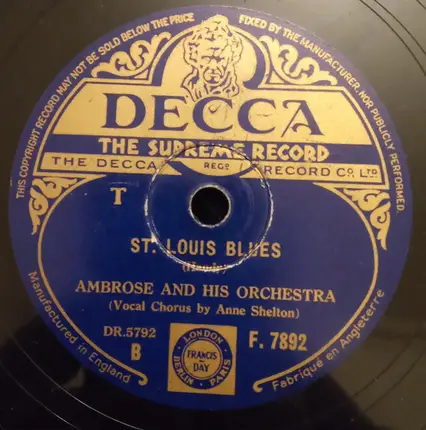 THIS COPYRIGHT RECORD MAY NOT BE SOLD BELOW THE PRICE FIXED BY THE MANUFACTURER, NOR PUBLICLY PERFORMED.
DECCA
THE SUPREME RECORD
THE DECCA REGD RECORD CO. LTD.
T
ST. LOUIS BLUES
AMBROSE AND HIS ORCHESTRA
(Vocal Chorus by Anne Shelton)
DR.5792
B
F. 7892
LONDON
FRANCIS
DAY
BERLIN PARIS
Manufactured in England
Fabriqué en Angleterre